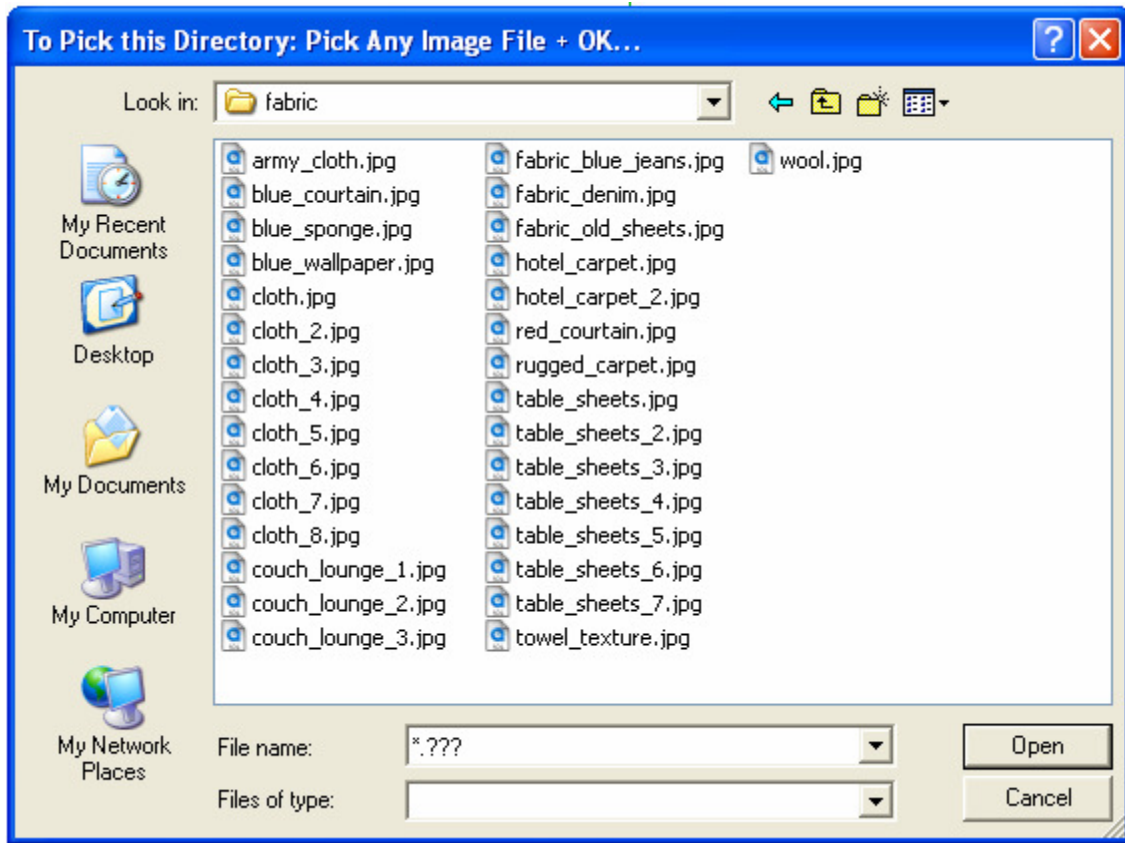 To Pick this Directory: Pick Any Image File + OK...
Look in:
fabric
My Recent
Documents
Desktop
My Documents
My Computer
My Network
Places
army_cloth.jpg
blue_courtain.jpg
blue_sponge.jpg
blue_wallpaper.jpg
cloth.jpg
cloth_2.jpg
cloth_3.jpg
cloth_4.jpg
cloth_5.jpg
cloth_6.jpg
cloth_7.jpg
cloth_8.jpg
couch_lounge_1.jpg
couch_lounge_2.jpg
couch_lounge_3.jpg
fabric_blue_jeans.jpg
fabric_denim.jpg
fabric_old_sheets.jpg
hotel_carpet.jpg
hotel_carpet_2.jpg
red_courtain.jpg
rugged_carpet.jpg
table_sheets.jpg
table_sheets_2.jpg
table_sheets_3.jpg
table_sheets_4.jpg
table_sheets_5.jpg
table_sheets_6.jpg
table_sheets_7.jpg
towel_texture.jpg
wool.jpg
File name:
*.???
Open
Files of type:
Cancel